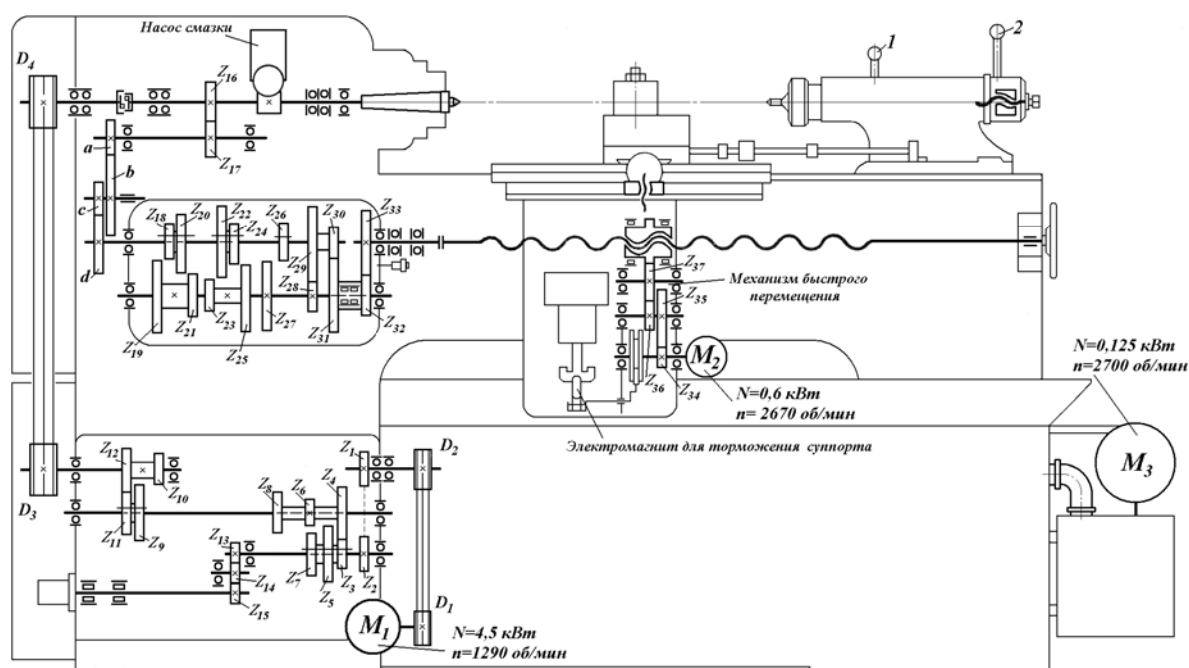 Насос смазки
D4
Z16
1
2
a
Z17
b
c
Z18
Z20
Z22
Z24
Z26
Z30
Z33
d
Z29
Z37
Механизм быстрого
перемещения
Z28
Z35
Z19
Z21
Z23
Z25
Z27
Z31
Z32
Z36
Z34
M2
N=0,6 кВт
n= 2670 об/мин
N=0,125 кВт
n=2700 об/мин
Электромагнит для торможения суппорта
M3
Z12
Z10
D3
Z11
Z9
Z8
Z6
Z4
Z1
D2
Z13
Z14
Z15
Z7
Z5
Z3
Z2
D1
M1
N=4,5 кВт
n=1290 об/мин